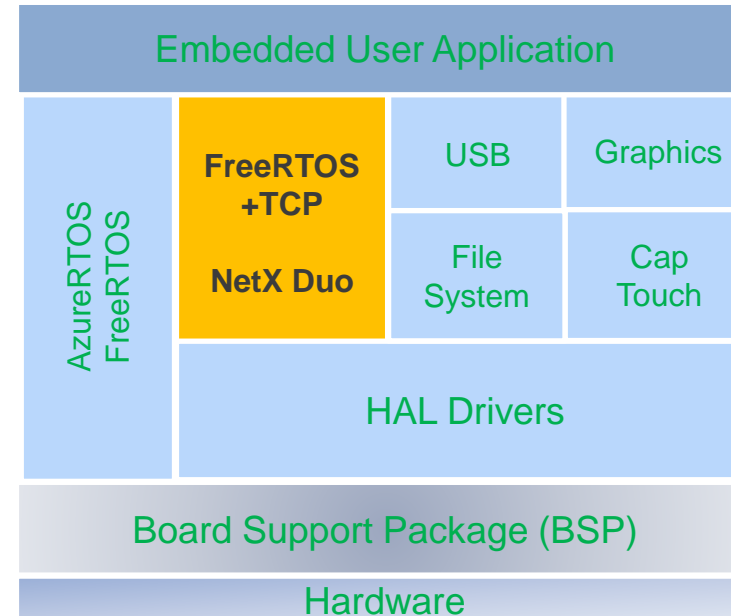 Embedded User Application
AzureRTOS
FreeRTOS
FreeRTOS
+TCP
NetX Duo
USB
Graphics
File
System
Cap
Touch
HAL Drivers
Board Support Package (BSP)
Hardware